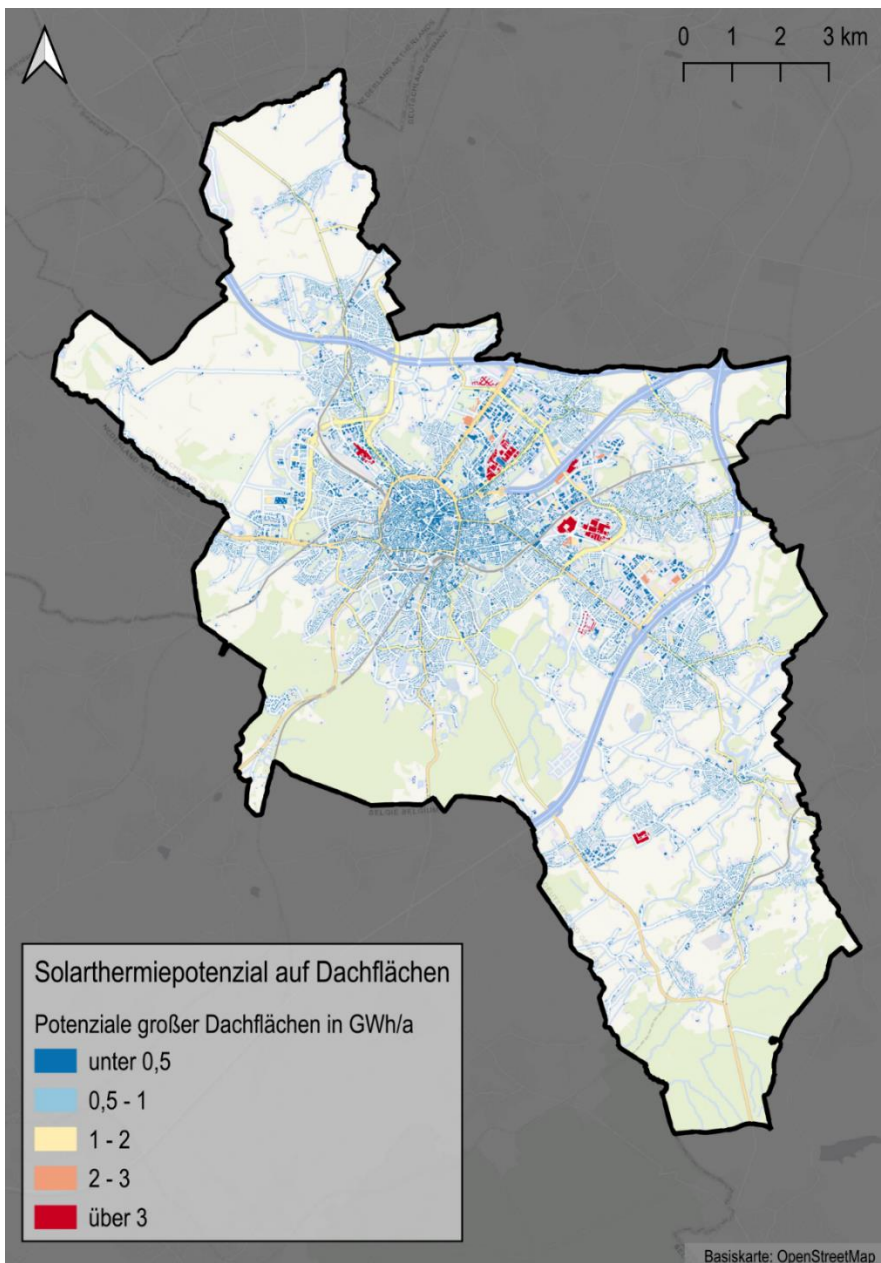 0 1 2 3 km
Solarthermiepotenzial auf Dachflächen
Potenziale großer Dachflächen in GWh/a
unter 0,5
0,5 - 1
1 - 2
2 - 3
über 3
Basiskarte: OpenStreetMap